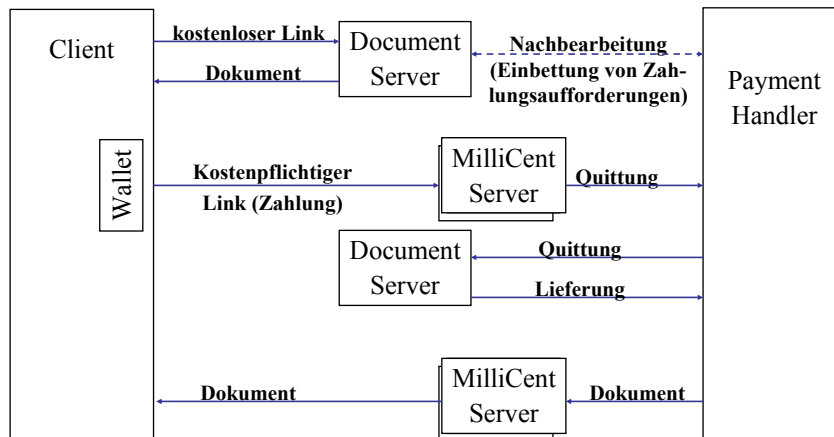 Client
kostenloser Link
Dokument
Document
Server
Nachbearbeitung
(Einbettung von Zah-
lungsaufforderungen)
Payment
Handler
Wallet
Kostenpflichtiger
Link (Zahlung)
MilliCent
Server
Quittung
Document
Server
Quittung
Lieferung
Dokument
MilliCent
Server
Dokument